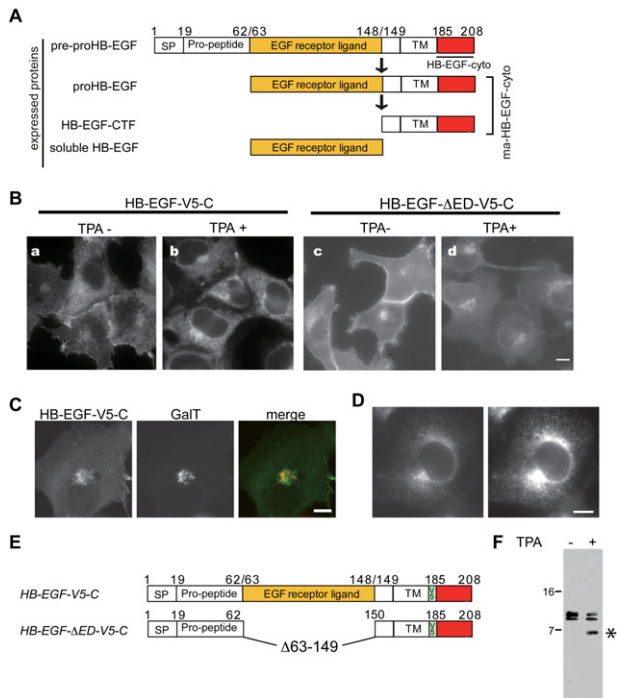 A
1 19 62/63 148/149 185 208
pre-proHB-EGF SP Pro-peptide EGF receptor ligand TM
HB-EGF-cyto
proHB-EGF EGF receptor ligand TM
HB-EGF-CTF TM
soluble HB-EGF EGF receptor ligand
expressed proteins
ma-HB-EGF-cyto
B
HB-EGF-V5-C HB-EGF-ΔED-V5-C
TPA - TPA + TPA- TPA+
a b c d
C D
HB-EGF-V5-C GalT merge
E
1 19 62/63 148/149 185 208
HB-EGF-V5-C SP Pro-peptide EGF receptor ligand TM V5
1 19 62 150 185 208
HB-EGF-ΔED-V5-C SP Pro-peptide TM V5
Δ63-149
F
TPA - +
16
7 *